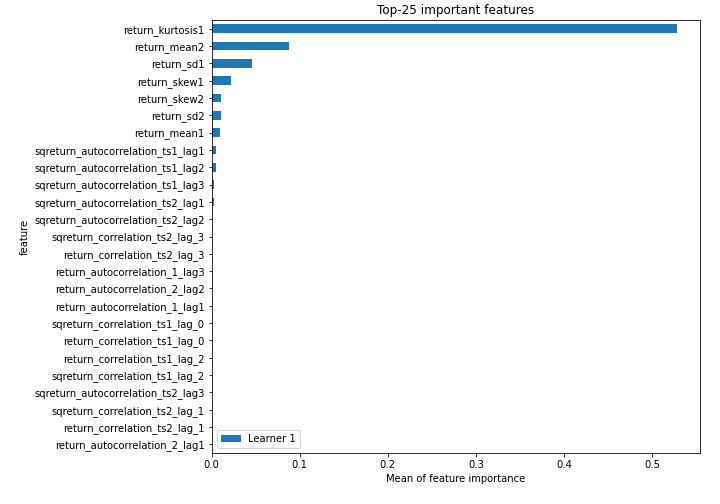 Top-25 important features
return_kurtosis1
return_mean2
return_sd1
return_skew1
return_skew2
return_sd2
return_mean1
sqreturn_autocorrelation_ts1_lag1
sqreturn_autocorrelation_ts1_lag2
sqreturn_autocorrelation_ts1_lag3
sqreturn_autocorrelation_ts2_lag1
sqreturn_autocorrelation_ts2_lag2
sqreturn_correlation_ts2_lag_3
return_correlation_ts2_lag_3
return_autocorrelation_1_lag3
return_autocorrelation_2_lag2
return_autocorrelation_1_lag1
sqreturn_correlation_ts1_lag_0
return_correlation_ts1_lag_0
return_correlation_ts1_lag_2
sqreturn_correlation_ts1_lag_2
sqreturn_autocorrelation_ts2_lag3
sqreturn_correlation_ts2_lag_1
return_correlation_ts2_lag_1
return_autocorrelation_2_lag1
feature
Learner 1
0.0 0.1 0.2 0.3 0.4 0.5
Mean of feature importance